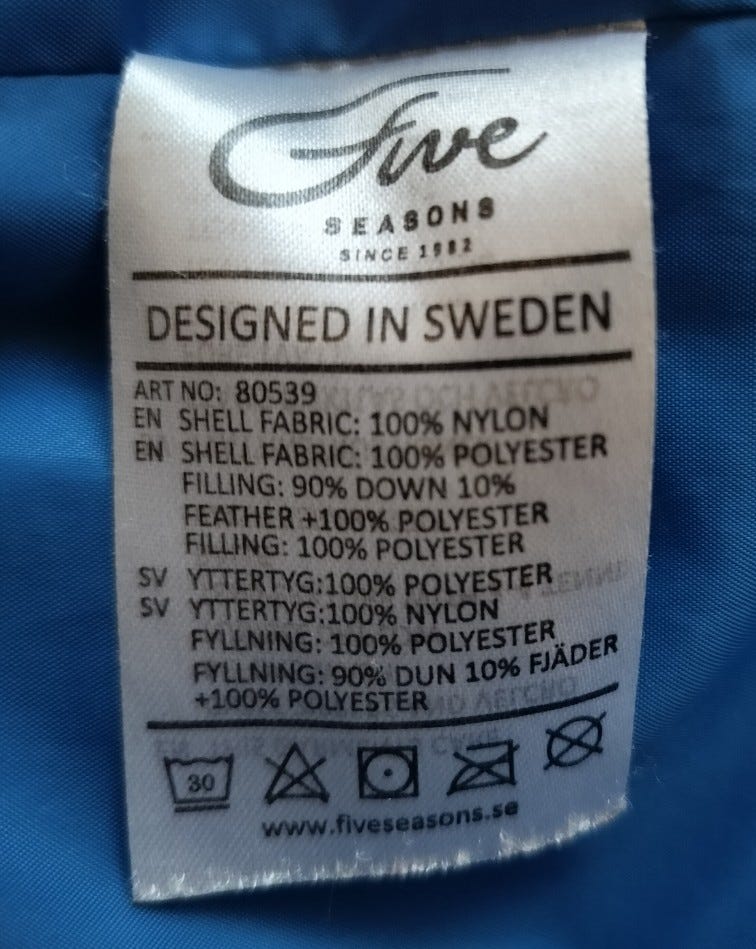 Five
SEASONS
SINCE 1982
DESIGNED IN SWEDEN
ART NO: 80539
EN SHELL FABRIC: 100% NYLON
EN SHELL FABRIC: 100% POLYESTER
FILLING: 90% DOWN 10%
FEATHER +100% POLYESTER
FILLING: 100% POLYESTER
SV YTTERTYG:100% POLYESTER
SV YTTERTYG:100% NYLON
FYLLNING: 100% POLYESTER
FYLLNING: 90% DUN 10% FJÄDER
+100% POLYESTER
30
www.fiveseasons.se